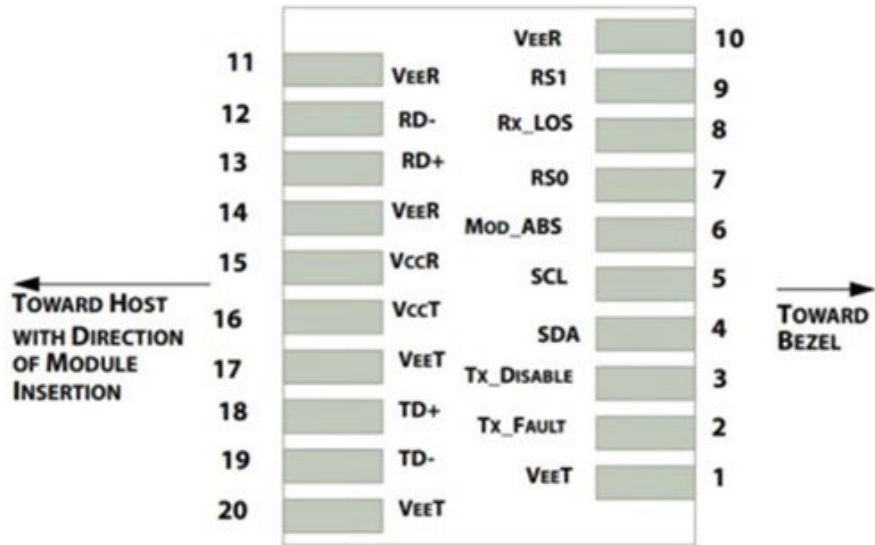 11 VEER
12 RD-
13 RD+
14 VEER
15 VCCR
16 VCCT
17 VEET
18 TD+
19 TD-
20 VEET
VEER 10
RS1 9
RX_LOS 8
RS0 7
MOD_ABS 6
SCL 5
SDA 4
TX_DISABLE 3
TX_FAULT 2
VEET 1
TOWARD HOST
WITH DIRECTION
OF MODULE
INSERTION
TOWARD
BEZEL